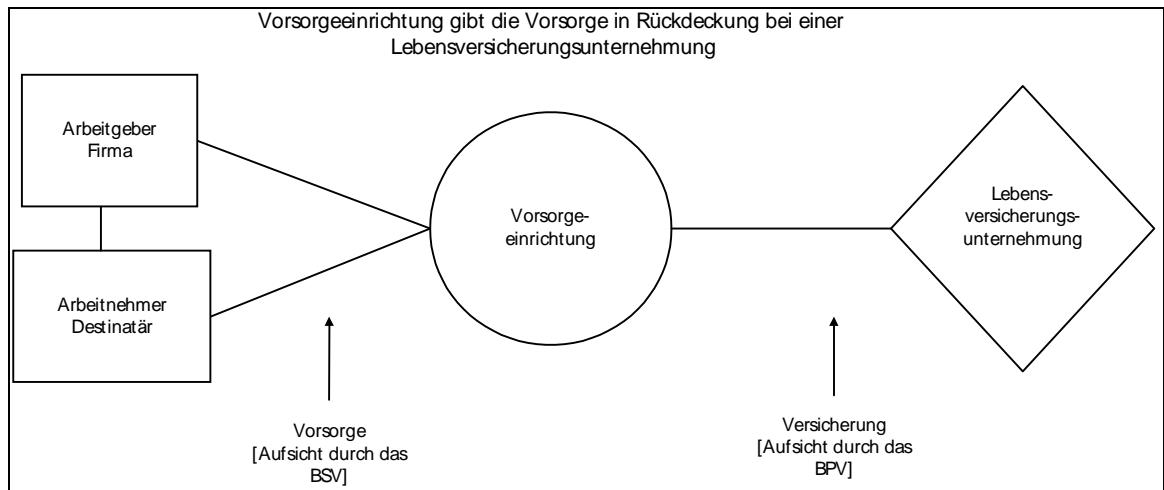 Vorsorgeeinrichtung gibt die Vorsorge in Rückdeckung bei einer
Lebensversicherungsunternehmung
Arbeitgeber
Firma
Arbeitnehmer
Destinatär
Vorsorge-
einrichtung
Lebens-
versicherungs-
unternehmung
Vorsorge
[Aufsicht durch das
BSV]
Versicherung
[Aufsicht durch das
BPV]